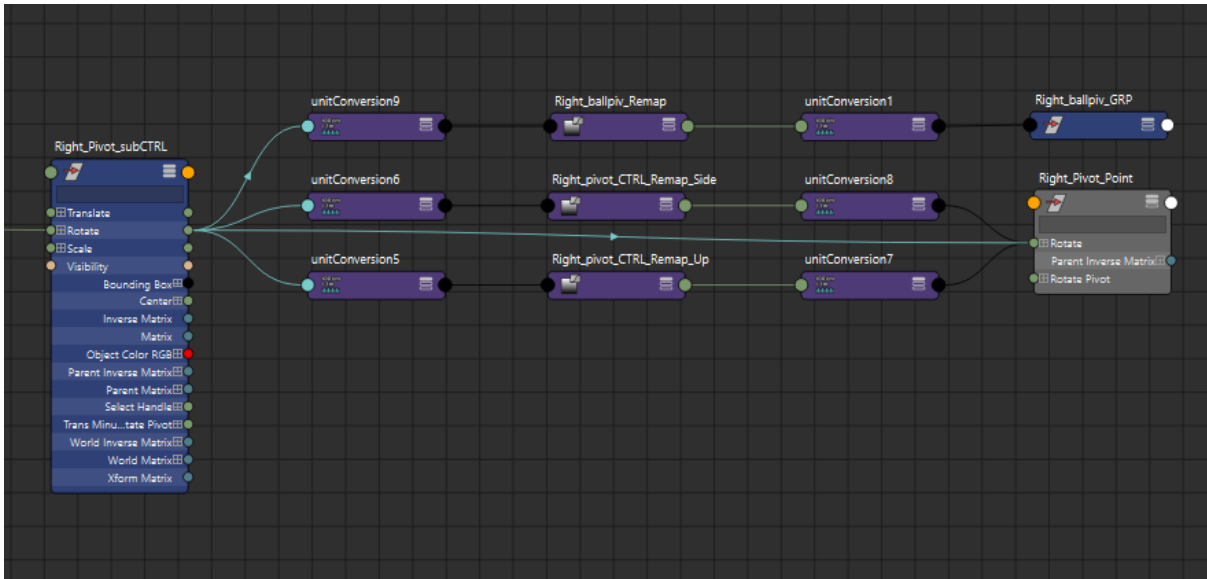 unitConversion9
Right_ballpiv_Remap
unitConversion1
Right_ballpiv_GRP
Right_Pivot_subCTRL
unitConversion6
Right_pivot_CTRL_Remap_Side
unitConversion8
Right_Pivot_Point
Translate
Rotate
Scale
Visibility
Bounding Box
Center
Inverse Matrix
Matrix
Object Color RGB
Parent Inverse Matrix
Parent Matrix
Select Handle
Trans Minu...tate Pivot
World Inverse Matrix
World Matrix
Xform Matrix
unitConversion5
Right_pivot_CTRL_Remap_Up
unitConversion7
Rotate
Parent Inverse Matrix
Rotate Pivot